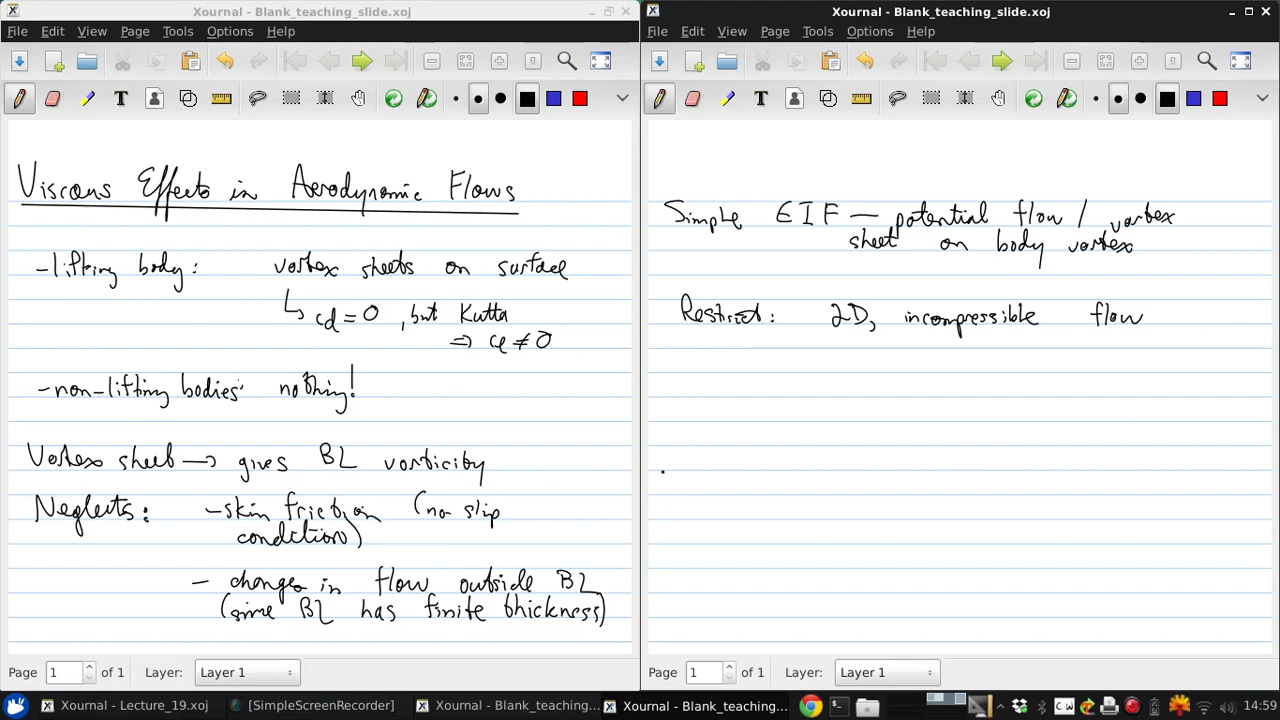 Xournal - Blank_teaching_slide.xoj
File Edit View Page Tools Options Help
Viscous Effects in Aerodynamic Flows
-lifting body: vortex sheets on surface
↳ cd = 0, but Kutta
⇒ cl ≠ 0
-non-lifting bodies: nothing!
Vortex sheet → gives BL vorticity
Neglects: -skin friction (no slip
condition)
- changes in flow outside BL
(since BL has finite thickness)
Page 1 of 1 Layer: Layer 1
Xournal - Blank_teaching_slide.xoj
File Edit View Page Tools Options Help
Simple EIF — potential flow / vortex
sheet on body vortex
Restrict: 2D, incompressible flow
Page 1 of 1 Layer: Layer 1
Xournal - Lecture_19.xoj [SimpleScreenRecorder] Xournal - Blank_teaching... Xournal - Blank_teaching... 14:59